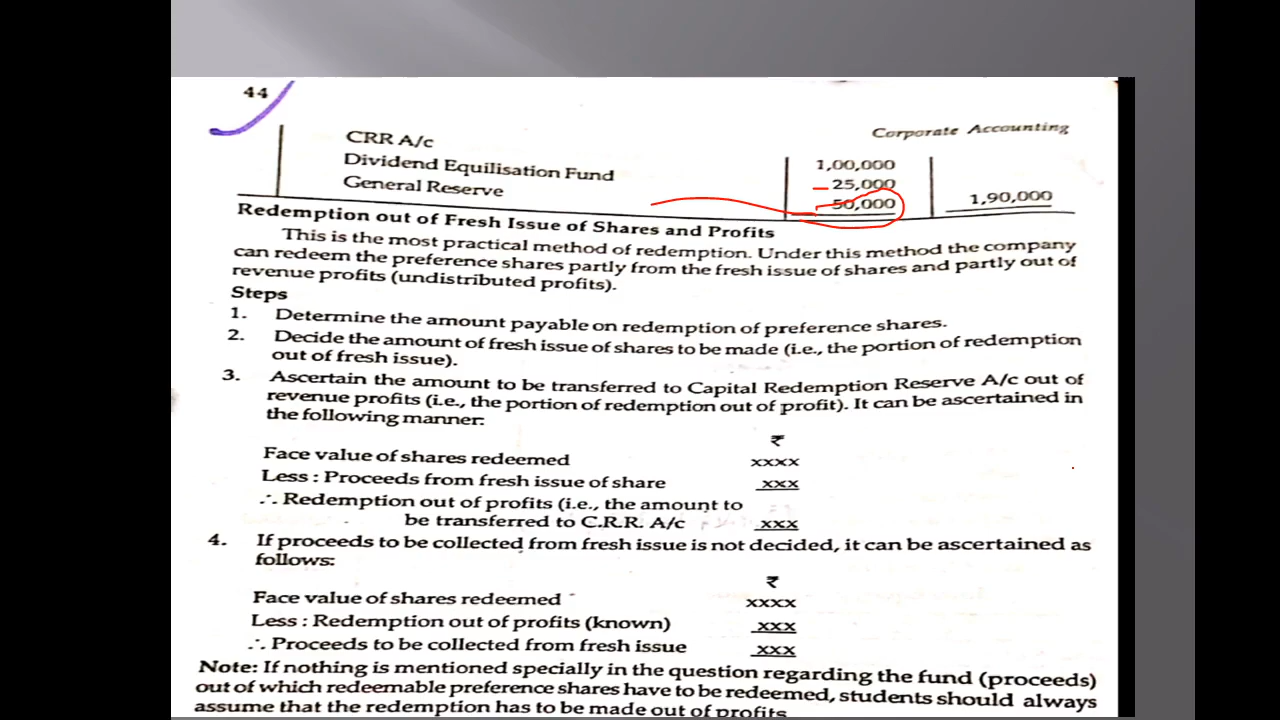 44
Corporate Accounting
CRR A/c 1,00,000
Dividend Equilisation Fund 25,000
General Reserve 50,000 1,90,000
Redemption out of Fresh Issue of Shares and Profits
This is the most practical method of redemption. Under this method the company
can redeem the preference shares partly from the fresh issue of shares and partly out of
revenue profits (undistributed profits).
Steps
1. Determine the amount payable on redemption of preference shares.
2. Decide the amount of fresh issue of shares to be made (i.e., the portion of redemption
out of fresh issue).
3. Ascertain the amount to be transferred to Capital Redemption Reserve A/c out of
revenue profits (i.e., the portion of redemption out of profit). It can be ascertained in
the following manner:
₹
Face value of shares redeemed xxxx
Less : Proceeds from fresh issue of share xxx
∴ Redemption out of profits (i.e., the amount to
be transferred to C.R.R. A/c xxx
4. If proceeds to be collected from fresh issue is not decided, it can be ascertained as
follows:
₹
Face value of shares redeemed xxxx
Less : Redemption out of profits (known) xxx
∴ Proceeds to be collected from fresh issue xxx
Note: If nothing is mentioned specially in the question regarding the fund (proceeds)
out of which redeemable preference shares have to be redeemed, students should always
assume that the redemption has to be made out of profits.